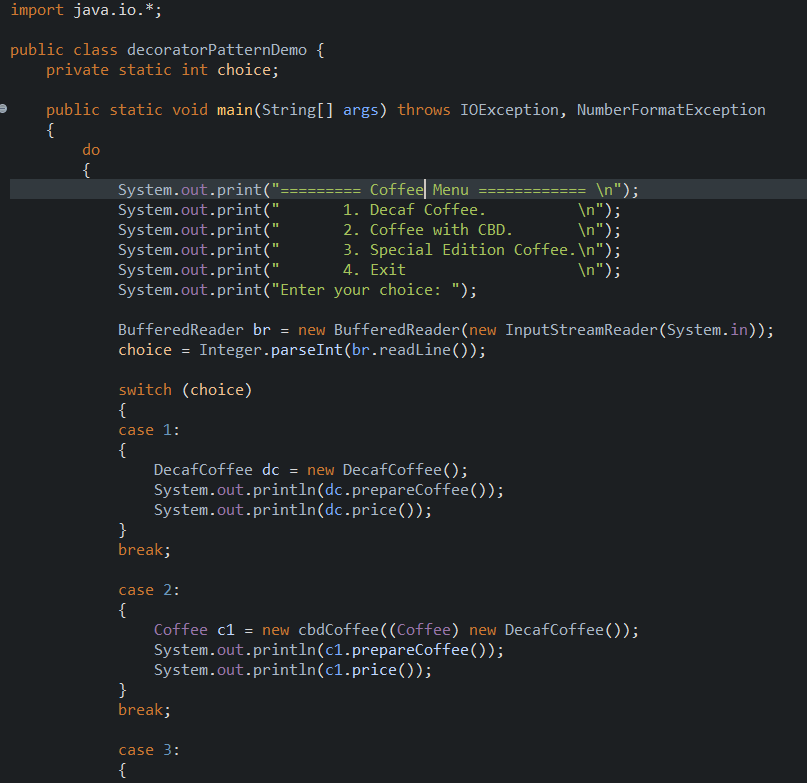 import java.io.*;

public class decoratorPatternDemo {
    private static int choice;

    public static void main(String[] args) throws IOException, NumberFormatException
    {
        do
        {
            System.out.print("========= Coffee Menu ============ \n");
            System.out.print("       1. Decaf Coffee.          \n");
            System.out.print("       2. Coffee with CBD.       \n");
            System.out.print("       3. Special Edition Coffee.\n");
            System.out.print("       4. Exit                   \n");
            System.out.print("Enter your choice: ");

            BufferedReader br = new BufferedReader(new InputStreamReader(System.in));
            choice = Integer.parseInt(br.readLine());

            switch (choice)
            {
            case 1:
            {
                DecafCoffee dc = new DecafCoffee();
                System.out.println(dc.prepareCoffee());
                System.out.println(dc.price());
            }
            break;

            case 2:
            {
                Coffee c1 = new cbdCoffee((Coffee) new DecafCoffee());
                System.out.println(c1.prepareCoffee());
                System.out.println(c1.price());
            }
            break;

            case 3:
            {